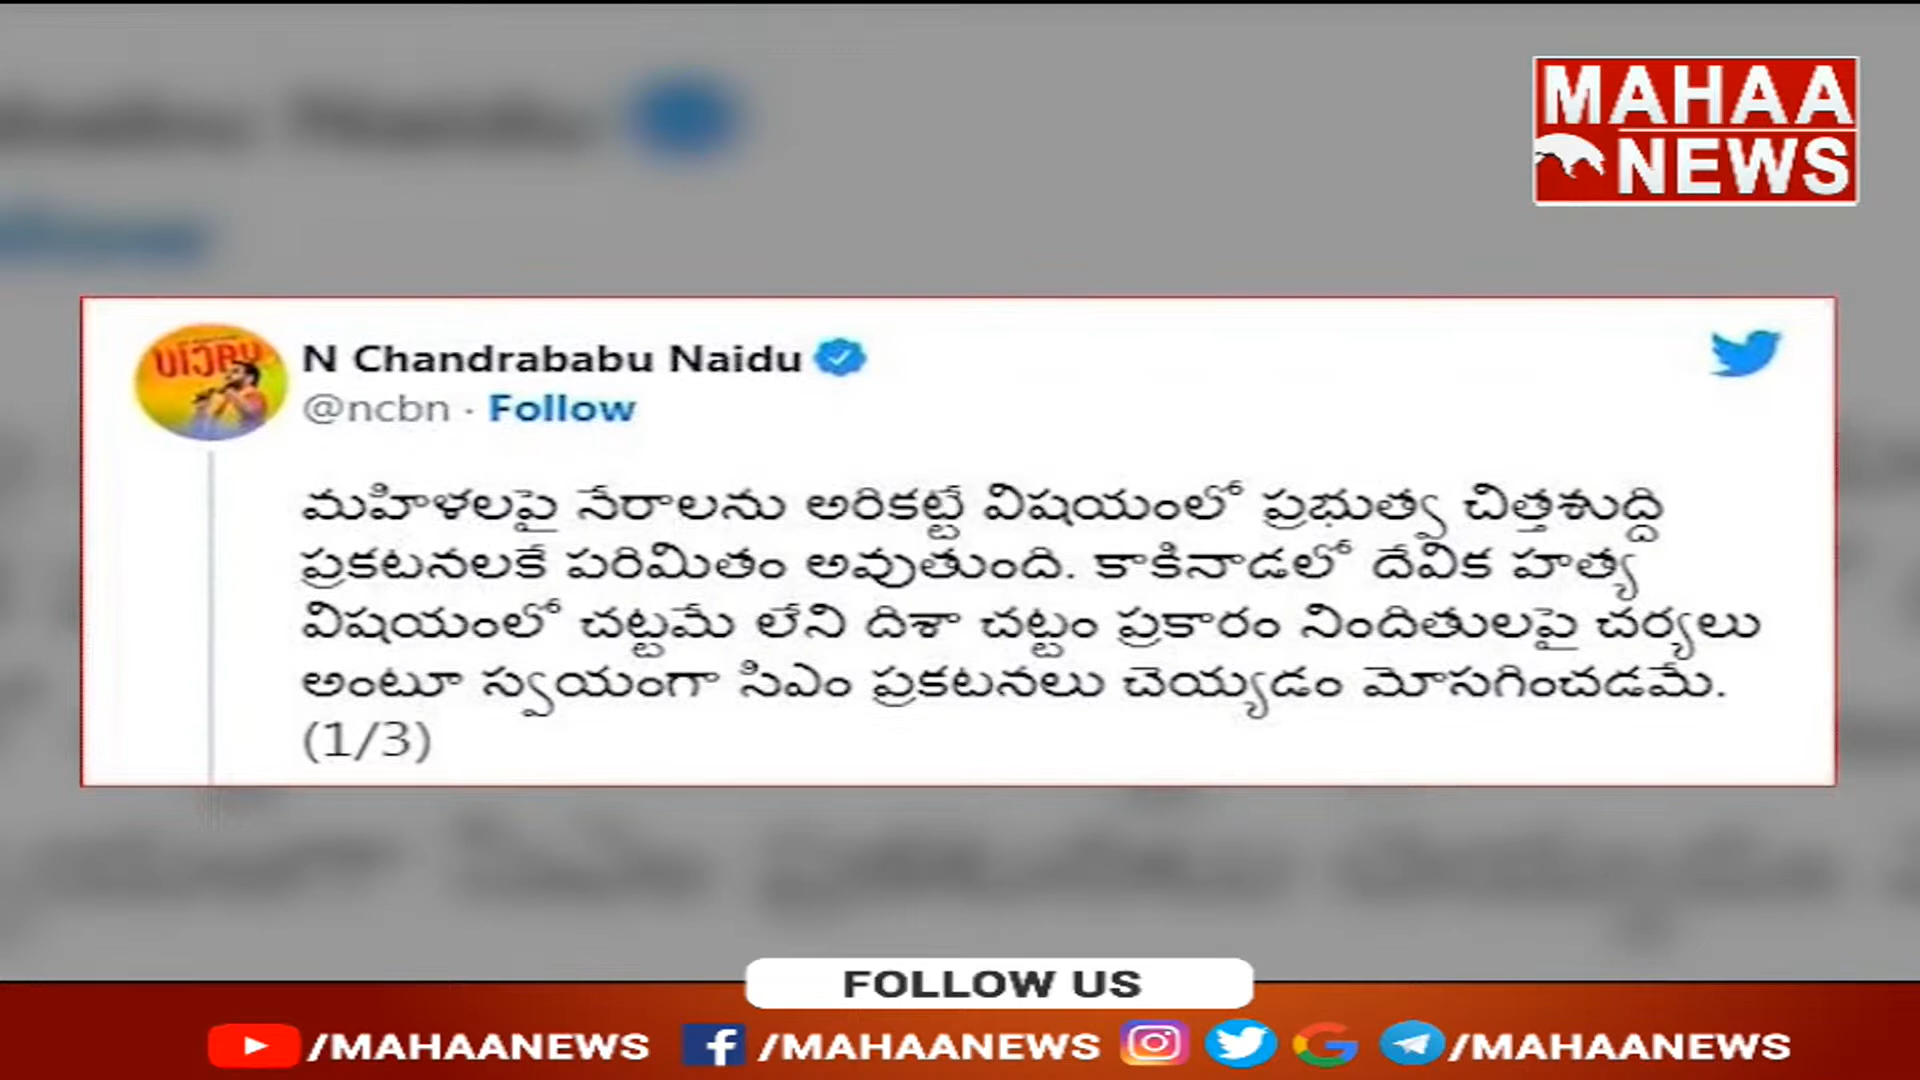 MAHAA
NEWS
N Chandrababu Naidu
@ncbn · Follow
మహిళలపై నేరాలను అరికట్టే విషయంలో ప్రభుత్వ చిత్తశుద్ది
ప్రకటనలకే పరిమితం అవుతుంది. కాకినాడలో దేవిక హత్య
విషయంలో చట్టమే లేని దిశా చట్టం ప్రకారం నిందితులపై చర్యలు
అంటూ స్వయంగా సిఎం ప్రకటనలు చెయ్యడం మోసగించడమే.
(1/3)
FOLLOW US
/MAHAANEWS /MAHAANEWS /MAHAANEWS